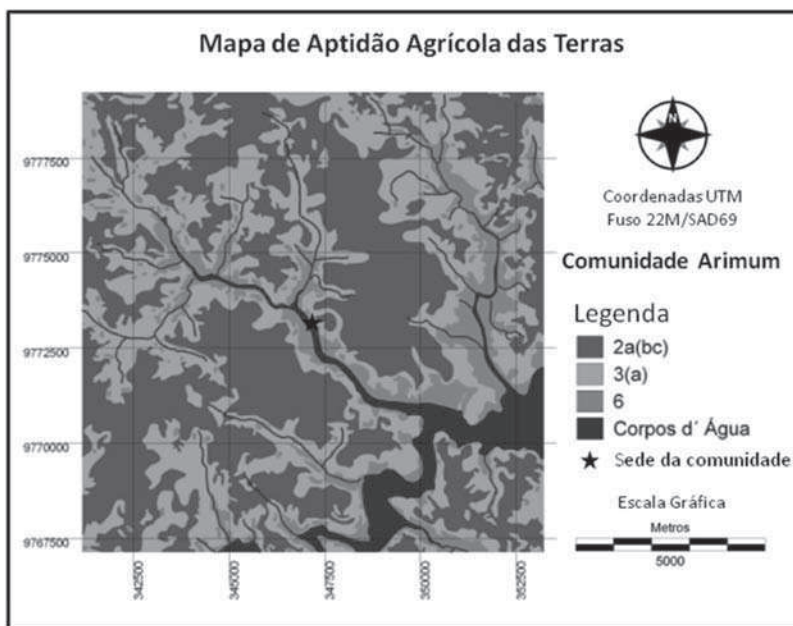 Mapa de Aptidão Agrícola das Terras
N
9777500
9775000
9772500
9770000
9767500
342500
345000
347500
350000
352500
Coordenadas UTM
Fuso 22M/SAD69
Comunidade Arimum
Legenda
2a(bc)
3(a)
6
Corpos d´ Água
Sede da comunidade
Escala Gráfica
Metros
5000